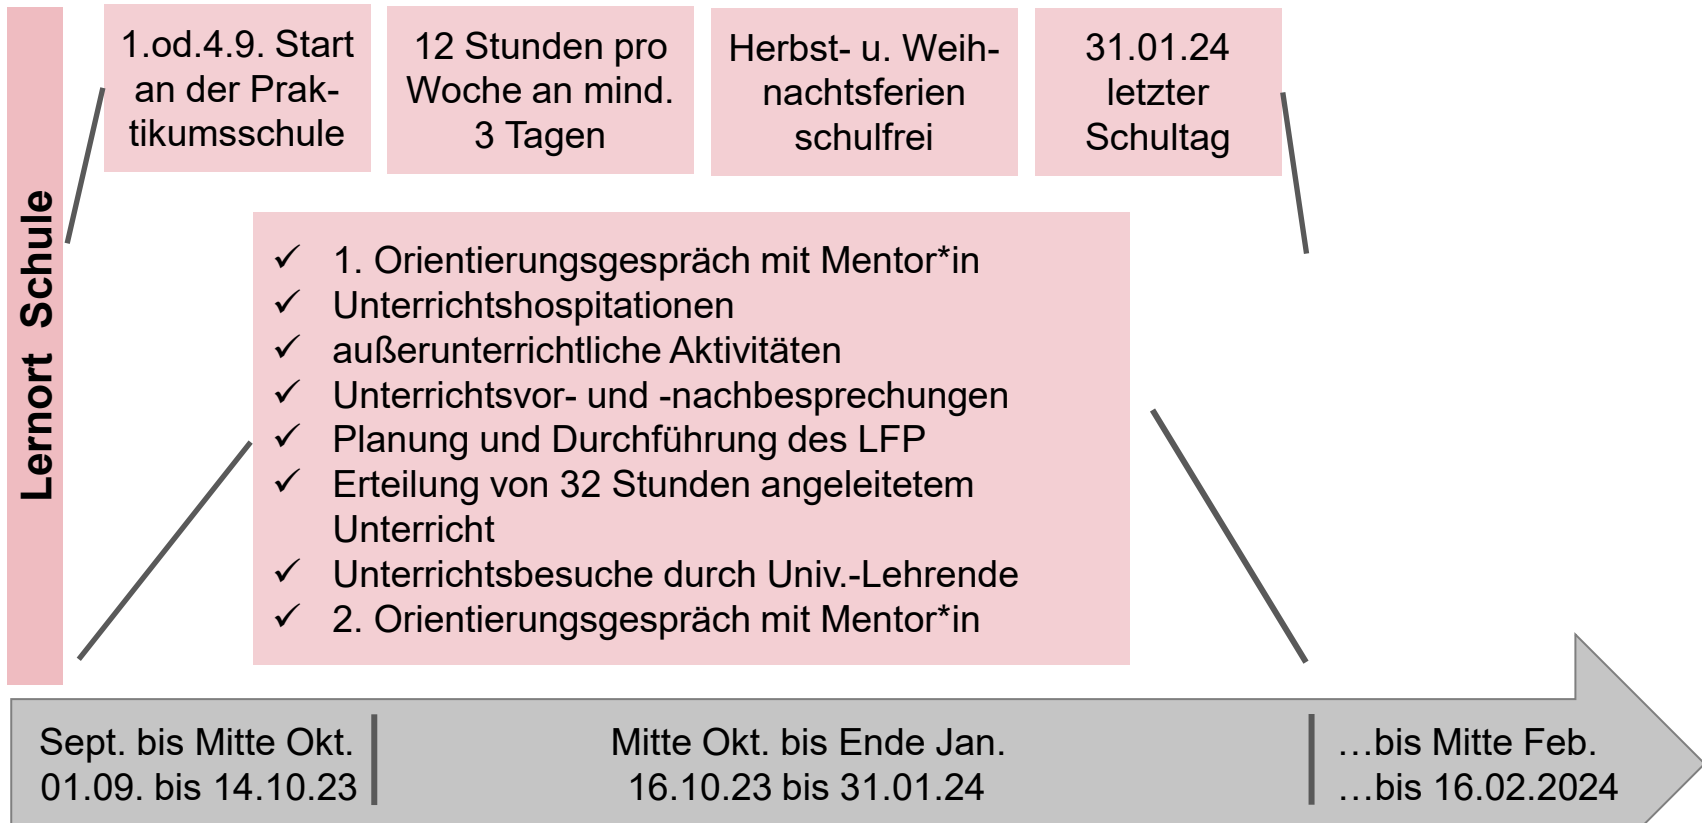 Lernort Schule
1.od.4.9. Start
an der Prak-
tikumsschule
12 Stunden pro
Woche an mind.
3 Tagen
Herbst- u. Weih-
nachtsferien
schulfrei
31.01.24
letzter
Schultag
✓ 1. Orientierungsgespräch mit Mentor*in
✓ Unterrichtshospitationen
✓ außerunterrichtliche Aktivitäten
✓ Unterrichtsvor- und -nachbesprechungen
✓ Planung und Durchführung des LFP
✓ Erteilung von 32 Stunden angeleitetem
Unterricht
✓ Unterrichtsbesuche durch Univ.-Lehrende
✓ 2. Orientierungsgespräch mit Mentor*in
Sept. bis Mitte Okt.
01.09. bis 14.10.23
Mitte Okt. bis Ende Jan.
16.10.23 bis 31.01.24
…bis Mitte Feb.
…bis 16.02.2024